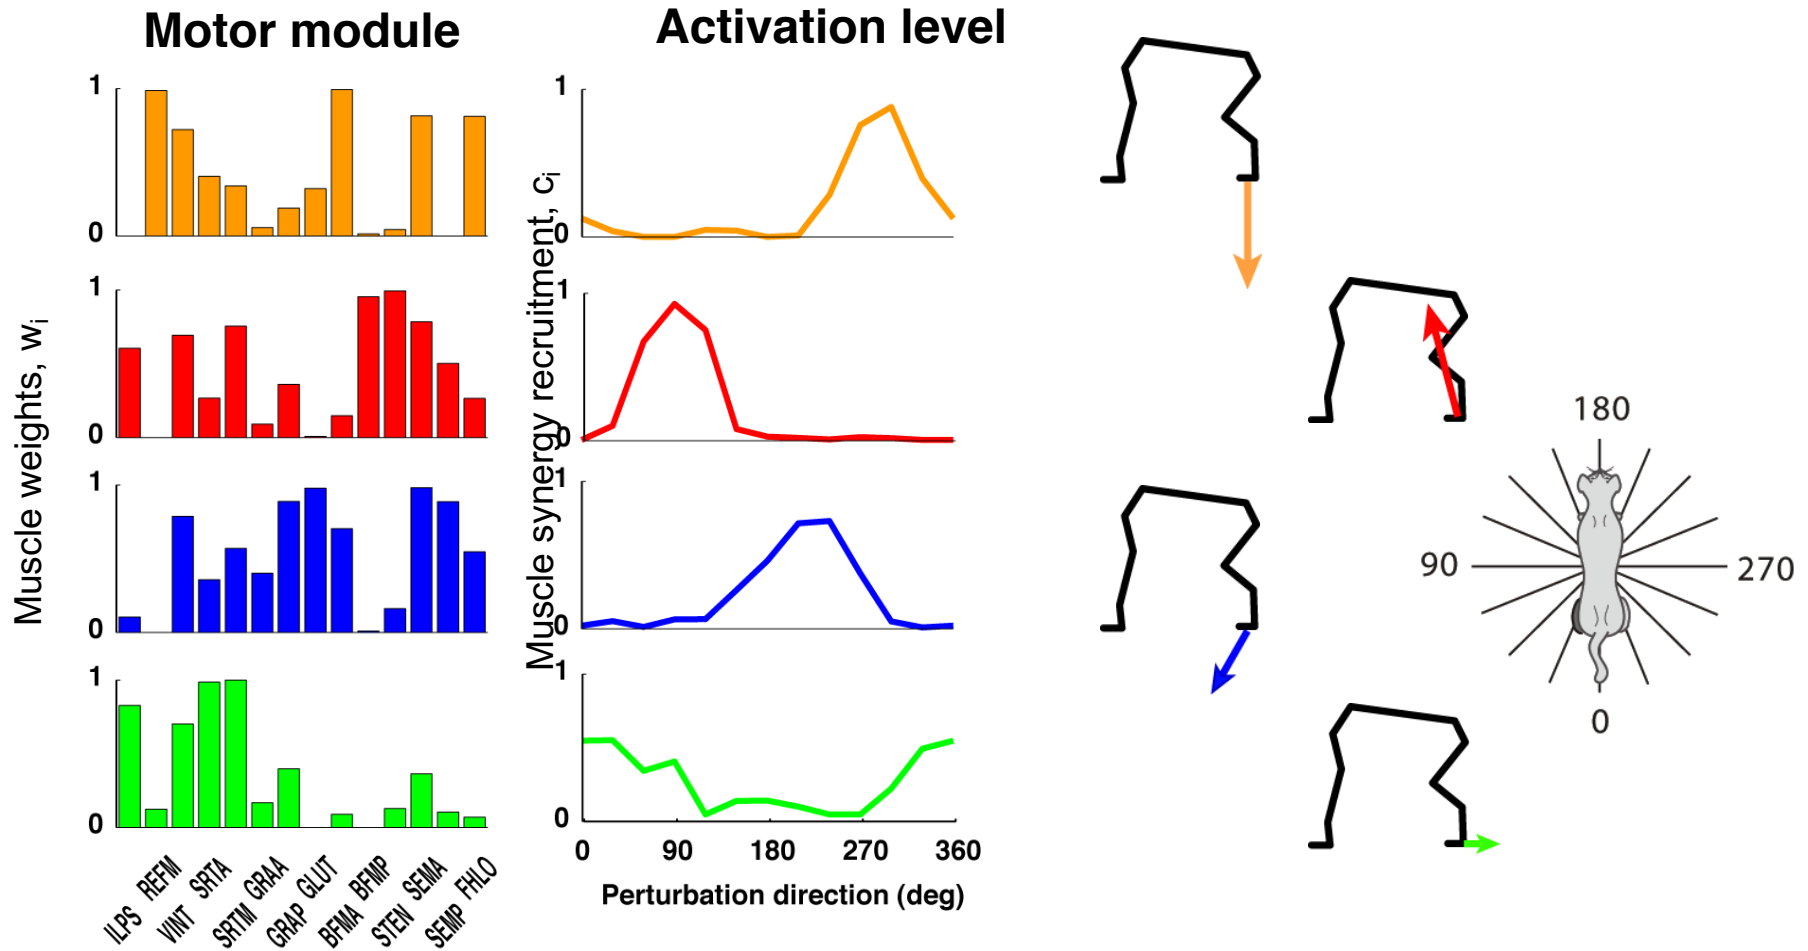 Motor module
Activation level
Muscle weights, wi
1
0
1
0
1
0
1
0
ILPS
REFM
VINT
SRTA
SRTM
GRAA
GRAP
GLUT
BFMA
BFMP
STEN
SEMA
SEMP
FHLO
Muscle synergy recruitment, ci
1
0
1
0
1
0
1
0
0 90 180 270 360
Perturbation direction (deg)
180
90
270
0